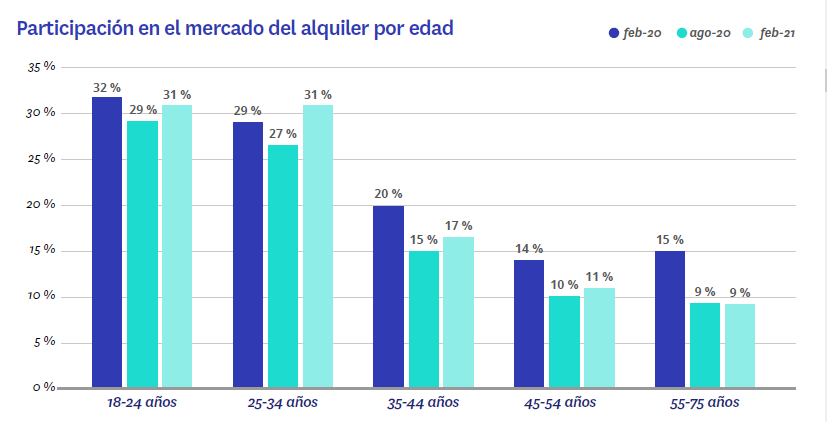 Participación en el mercado del alquiler por edad
feb-20 ago-20 feb-21
35 %
30 %
25 %
20 %
15 %
10 %
5 %
0 %
32 % 29 % 31 %
29 % 27 % 31 %
20 % 15 % 17 %
14 % 10 % 11 %
15 % 9 % 9 %
18-24 años 25-34 años 35-44 años 45-54 años 55-75 años